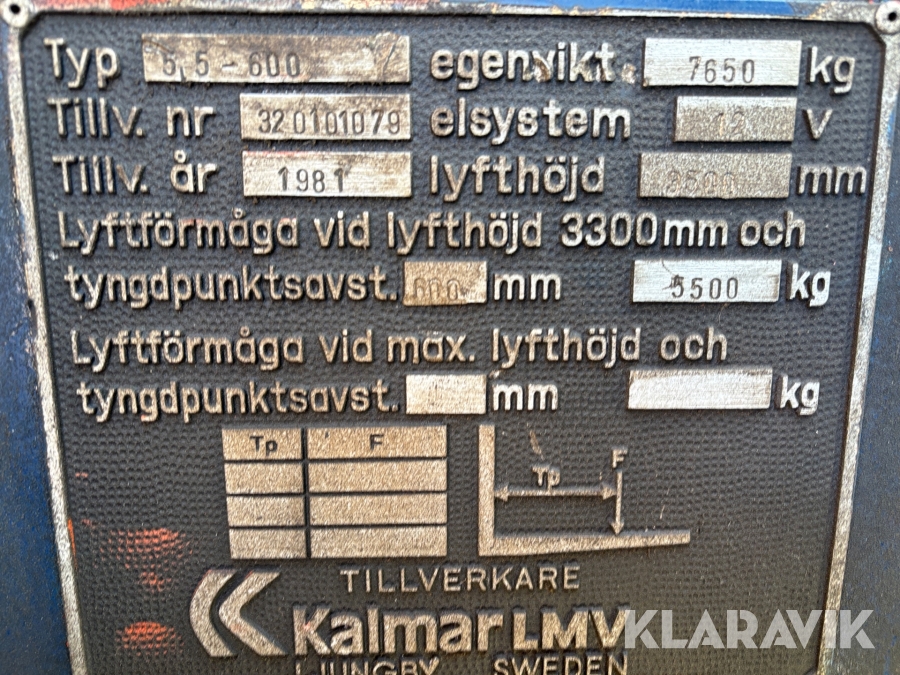 Typ 5,5-600 egenvikt. 7650 kg
Tillv. nr 320101079 elsystem 12 V
Tillv. år 1981 lyfthöjd 3500 mm
Lyftförmåga vid lyfthöjd 3300mm och
tyngdpunktsavst. 600 mm 5500 kg
Lyftförmåga vid max. lyfthöjd och
tyngdpunktsavst. mm kg
Tp F
Tp F
TILLVERKARE
Kalmar LMV
LJUNGBY SWEDEN
KLARAVIK